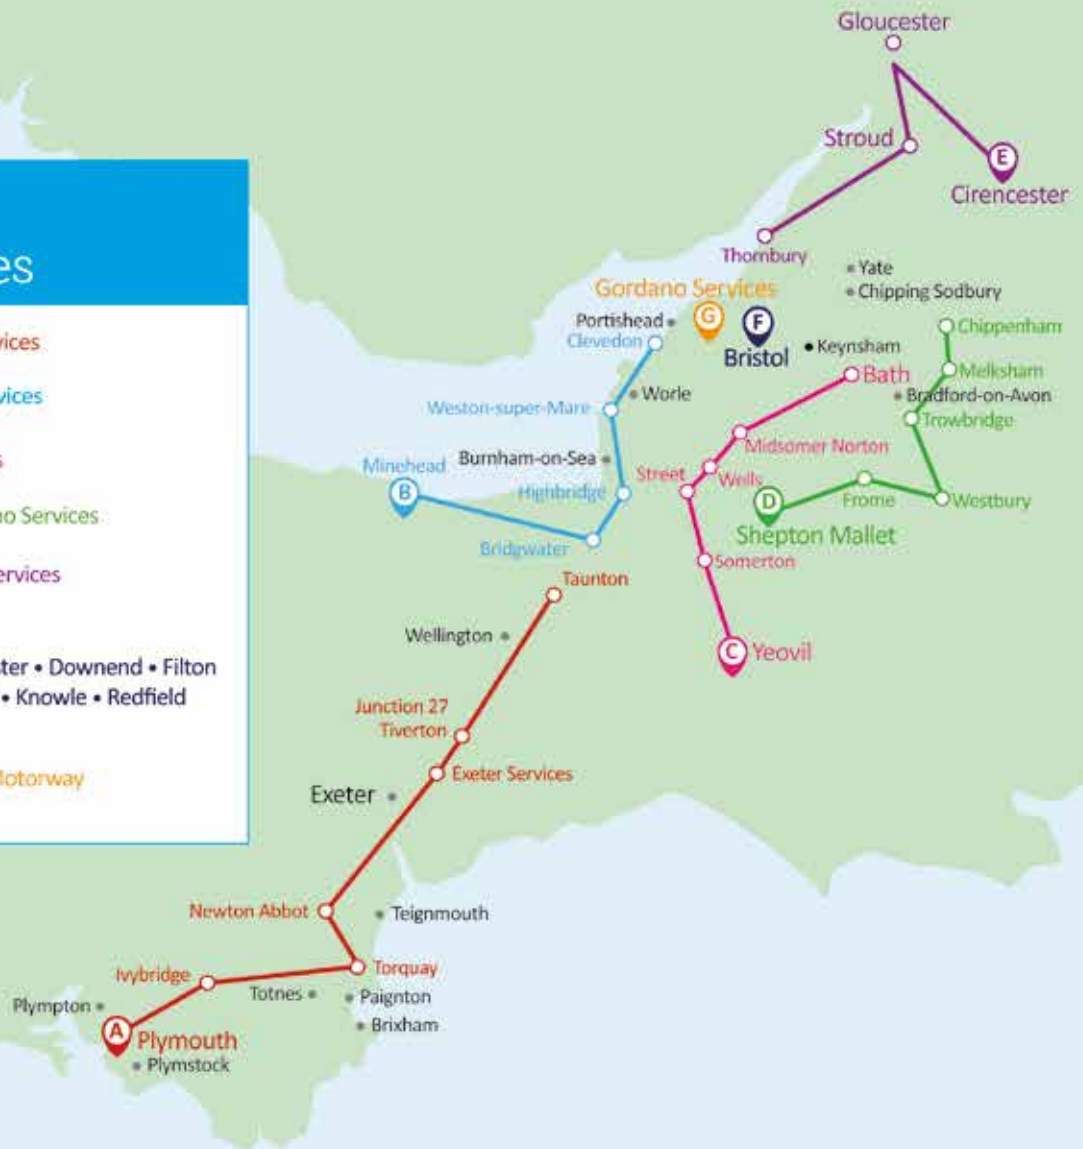 Gloucester
Stroud
E
Cirencester
Thornbury
Yate
Chipping Sodbury
Gordano Services
G
F
Bristol
Portishead
Clevedon
Keynsham
Chippenham
Melksham
Bath
Bradford-on-Avon
Trowbridge
Worle
Weston-super-Mare
Midsomer Norton
Burnham-on-Sea
Minehead
B
Highbridge
Street
Wells
D
Frome
Westbury
Shepton Mallet
Bridgwater
Somerton
Taunton
Wellington
C Yeovil
Junction 27
Tiverton
Exeter Services
Exeter
Newton Abbot
Teignmouth
Ivybridge
Torquay
Totnes
Paignton
Brixham
Plympton
A
Plymouth
Plymstock
es
vices
vices
s
no Services
ervices
ter • Downend • Filton
• Knowle • Redfield
Motorway